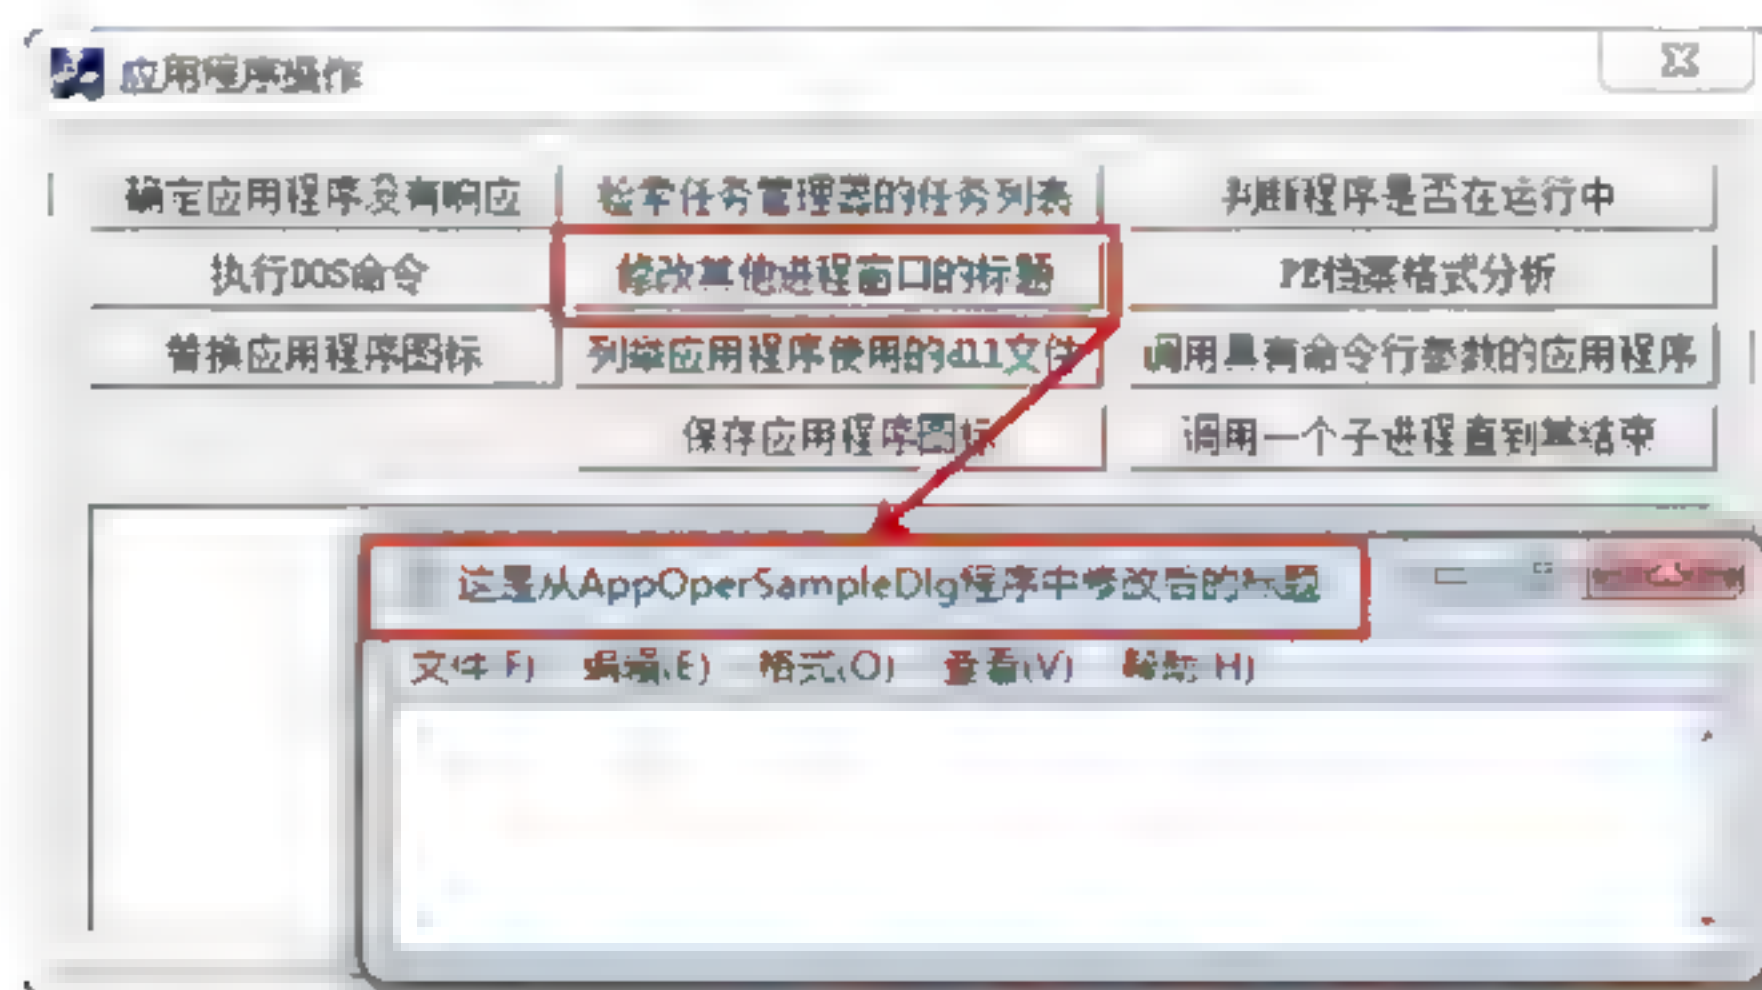 应用程序操作
确定应用程序没有响应 检举任务管理器的任务列表 判断程序是否在运行中
执行DOS命令 修改其他进程窗口的标题 PE档案格式分析
替换应用程序图标 列举应用程序使用的dll文件 调用具有命令行参数的应用程序
保存应用程序图标 调用一个子进程直到其结束
这是从AppOperSampleDlg程序中修改后的标题
文件(F) 编辑(E) 格式(O) 查看(V) 帮助(H)